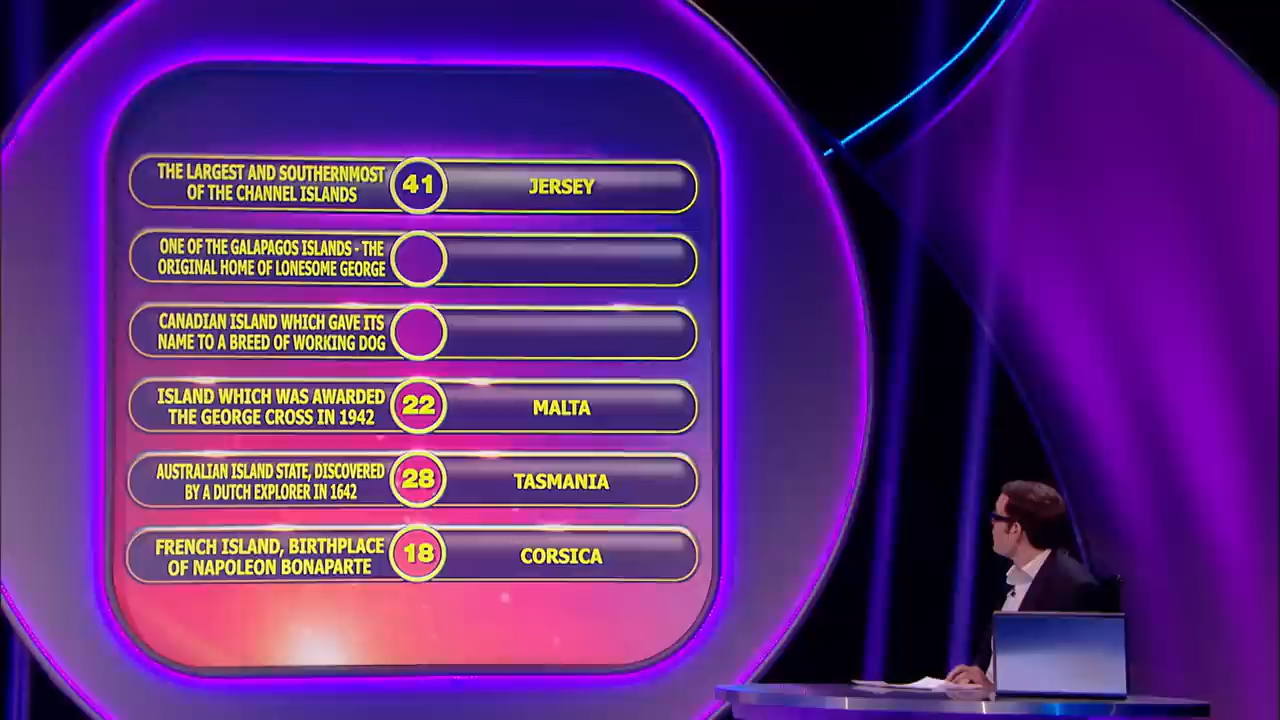 THE LARGEST AND SOUTHERNMOST
OF THE CHANNEL ISLANDS
41
JERSEY
ONE OF THE GALAPAGOS ISLANDS - THE
ORIGINAL HOME OF LONESOME GEORGE
CANADIAN ISLAND WHICH GAVE ITS
NAME TO A BREED OF WORKING DOG
ISLAND WHICH WAS AWARDED
THE GEORGE CROSS IN 1942
22
MALTA
AUSTRALIAN ISLAND STATE, DISCOVERED
BY A DUTCH EXPLORER IN 1642
28
TASMANIA
FRENCH ISLAND, BIRTHPLACE
OF NAPOLEON BONAPARTE
18
CORSICA